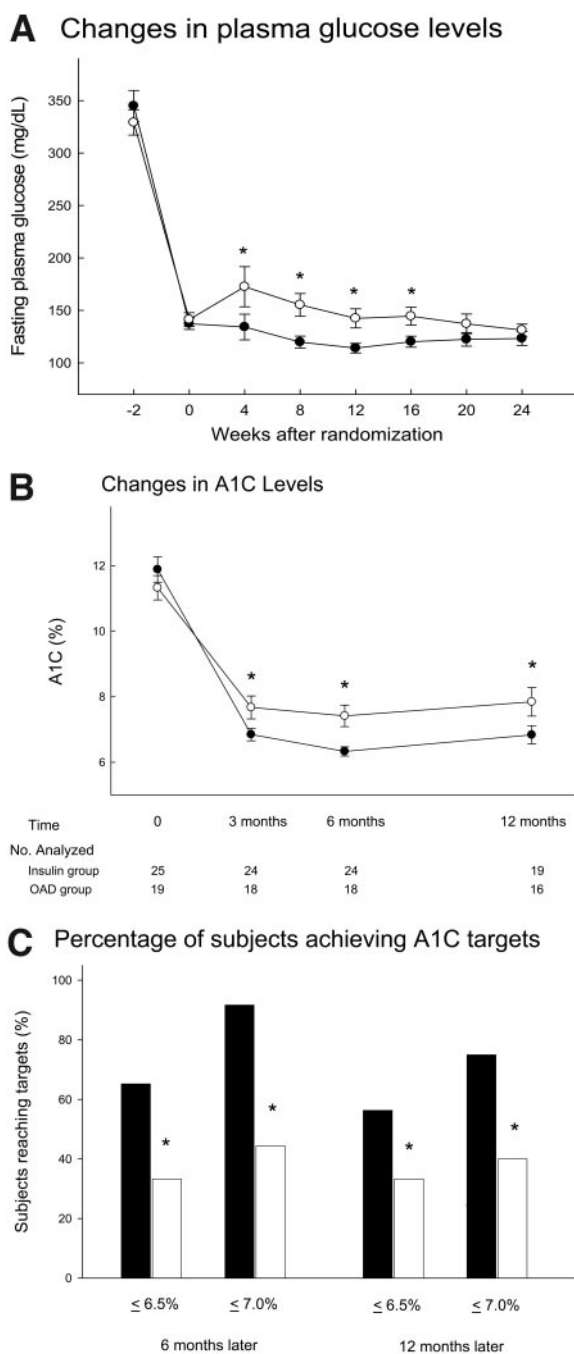 A Changes in plasma glucose levels
Fasting plasma glucose (mg/dL)
350
300
250
200
150
100
* * * *
-2 0 4 8 12 16 20 24
Weeks after randomization
B Changes in A1C Levels
A1C (%)
12
10
8
6
* * *
Time 0 3 months 6 months 12 months
No. Analyzed
Insulin group 25 24 24 19
OAD group 19 18 18 16
C Percentage of subjects achieving A1C targets
Subjects reaching targets (%)
100
80
60
40
20
0
* * * *
≤ 6.5% ≤ 7.0% ≤ 6.5% ≤ 7.0%
6 months later 12 months later